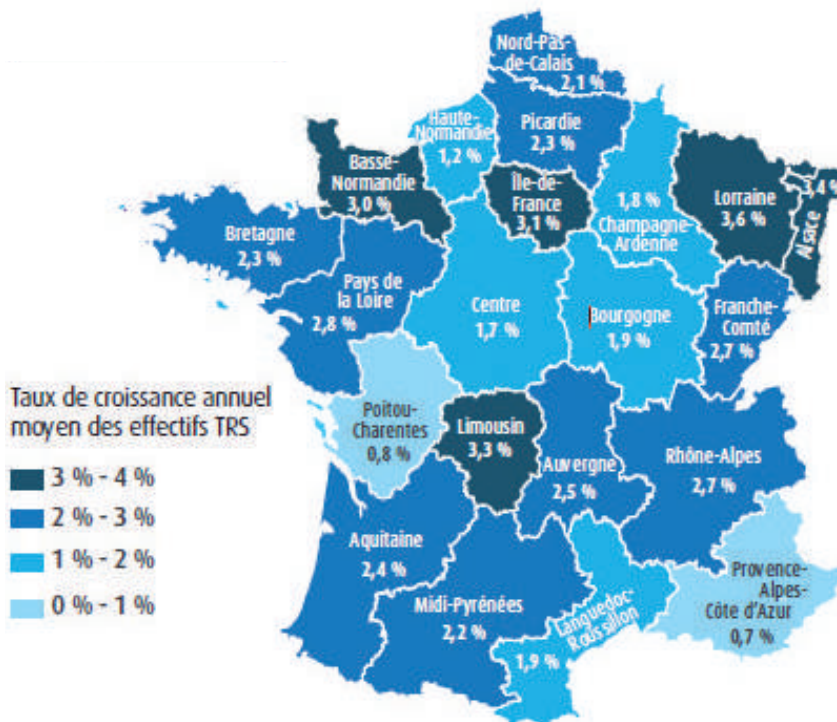 Nord-Pas-
de-Calais
2,1 %
Haute-
Normandie
1,2 %
Picardie
2,3 %
Basse-
Normandie
3,0 %
Île-de-
France
3,1 %
1,8 %
Champagne-
Ardenne
Lorraine
3,6 %
3,4
Alsace
Bretagne
2,3 %
Pays de
la Loire
2,8 %
Centre
1,7 %
Bourgogne
1,9 %
Franche-
Comté
2,7 %
Taux de croissance annuel
moyen des effectifs TRS
3 % - 4 %
2 % - 3 %
1 % - 2 %
0 % - 1 %
Poitou-
Charentes
0,8 %
Limousin
3,3 %
Auvergne
2,5 %
Rhône-Alpes
2,7 %
Aquitaine
2,4 %
Midi-Pyrénées
2,2 %
Languedoc-
Roussillon
1,9 %
Provence-
Alpes-
Côte d'Azur
0,7 %